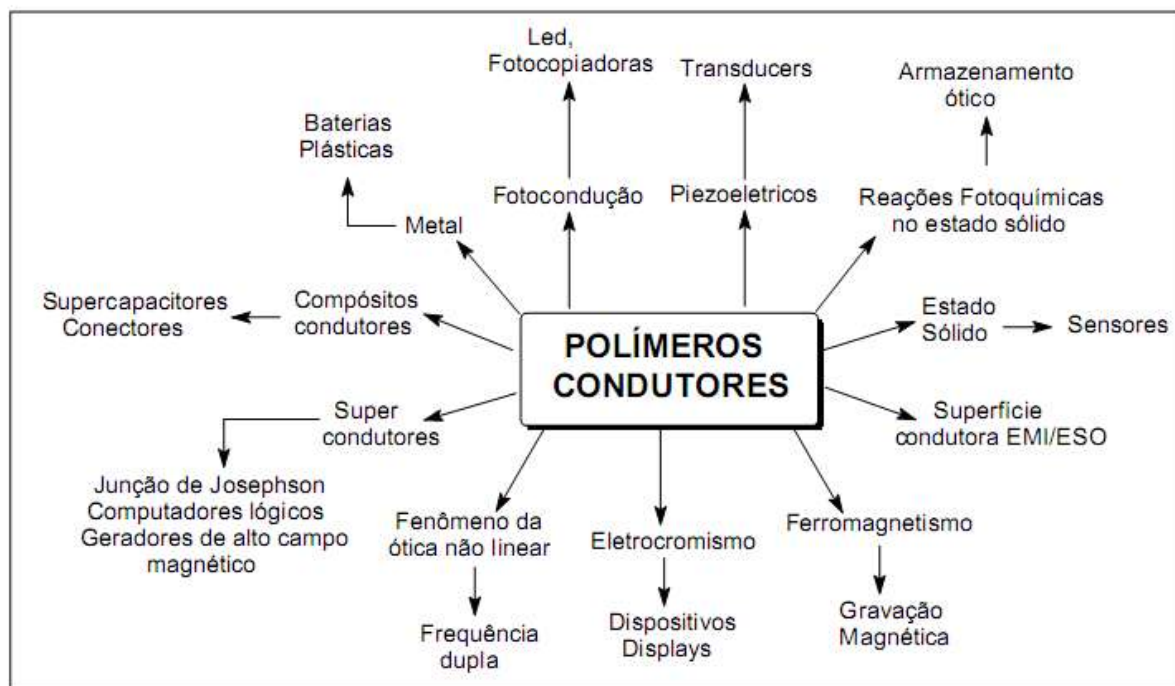 Led,
Fotocopiadoras
Transducers
Armazenamento
ótico
Baterias
Plásticas
Fotocondução
Piezoeletricos
Reações Fotoquímicas
no estado sólido
Metal
Supercapacitores
Conectores
Compósitos
condutores
POLÍMEROS
CONDUTORES
Estado
Sólido
Sensores
Super
condutores
Superfície
condutora EMI/ESO
Junção de Josephson
Computadores lógicos
Geradores de alto campo
magnético
Fenômeno da
ótica não linear
Eletrocromismo
Ferromagnetismo
Frequência
dupla
Dispositivos
Displays
Gravação
Magnética